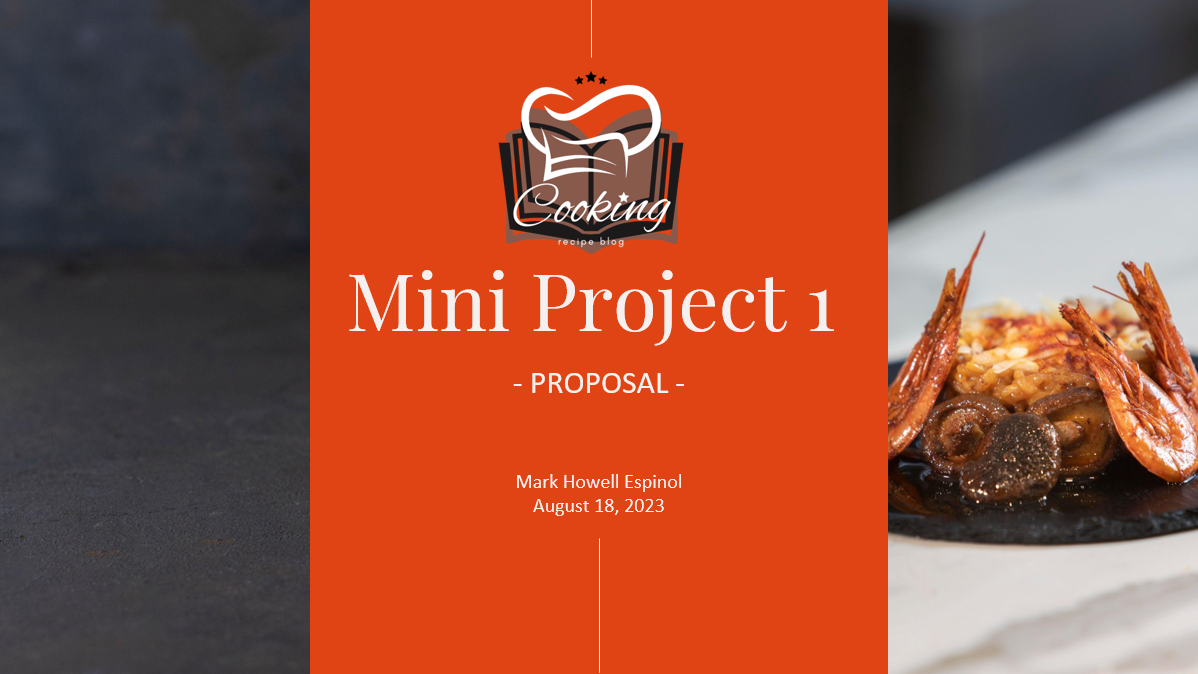 Cooking
recipe blog
Mini Project 1
- PROPOSAL -
Mark Howell Espinol
August 18, 2023